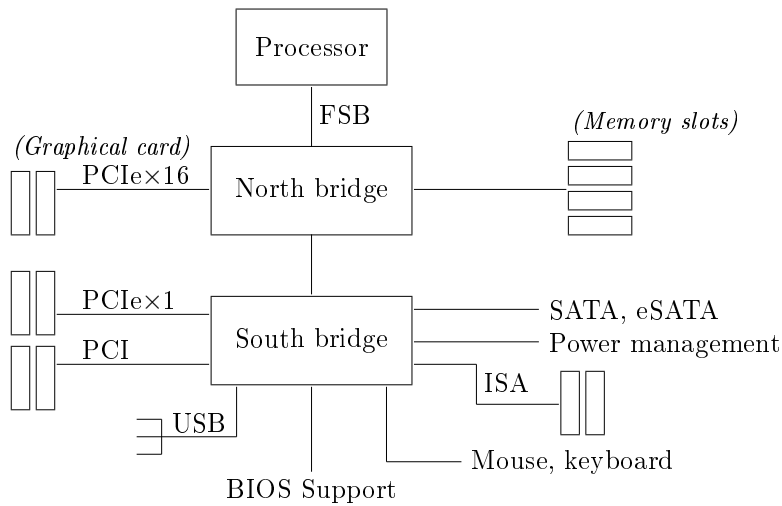 Processor
FSB
(Graphical card)
(Memory slots)
PCIe×16
North bridge
PCIe×1
South bridge
SATA, eSATA
Power management
PCI
ISA
USB
Mouse, keyboard
BIOS Support